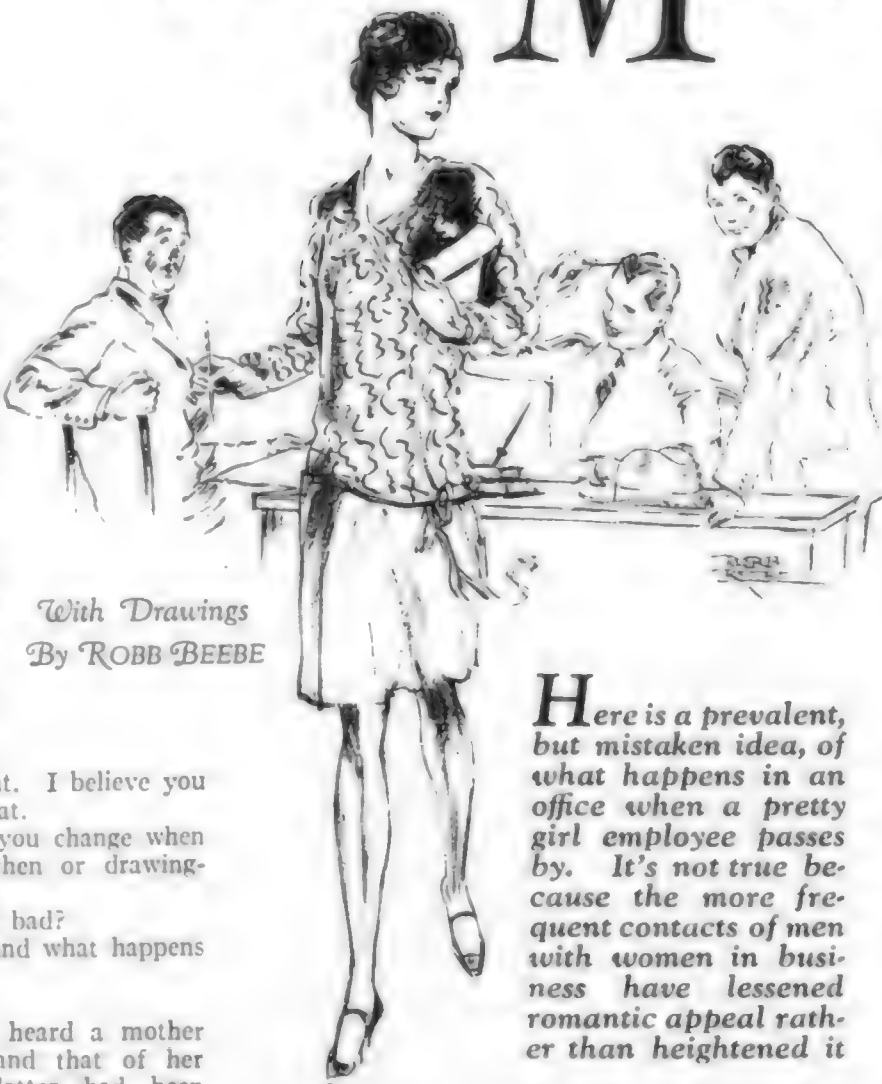 M
With Drawings
By ROBB BEEBE
I believe you
at.
you change when
hen or drawing-
bad?
nd what happens
heard a mother
and that of her
had been
Here is a prevalent,
but mistaken idea, of
what happens in an
office when a pretty
girl employee passes
by. It's not true be-
cause the more fre-
quent contacts of men
with women in busi-
ness have lessened
romantic appeal rath-
er than heightened it